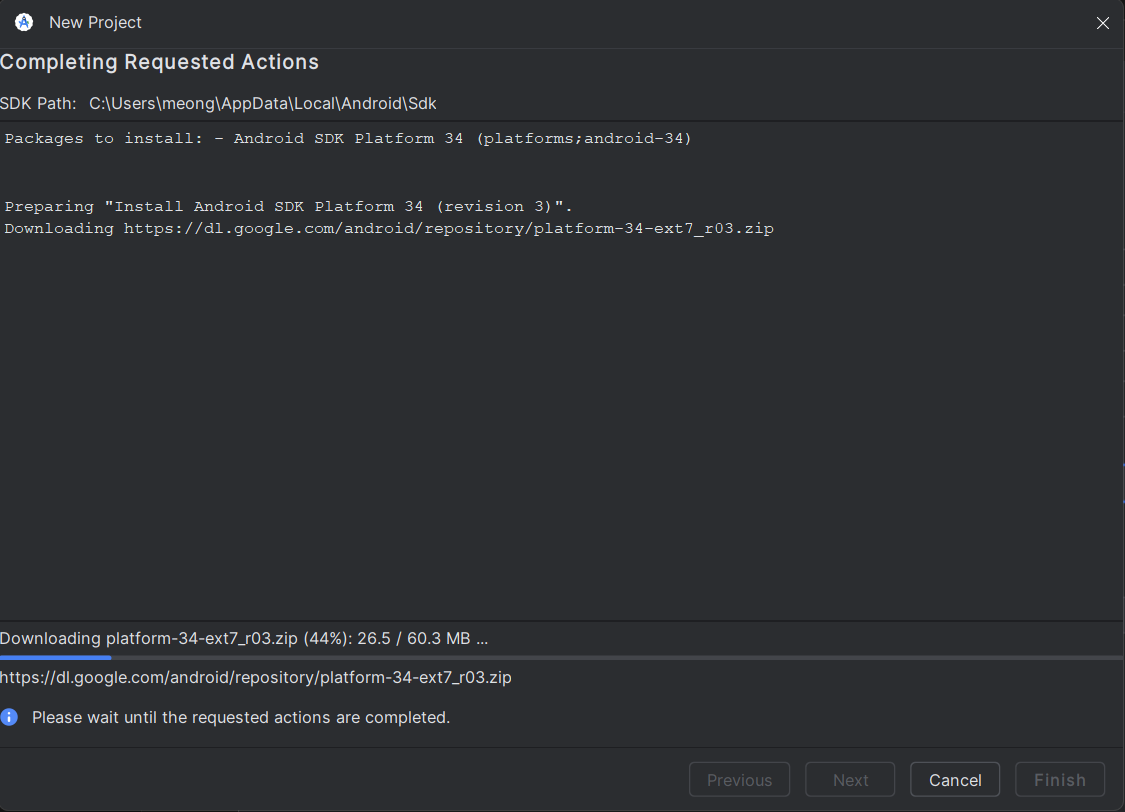 New Project
Completing Requested Actions
SDK Path: C:\Users\meong\AppData\Local\Android\Sdk
Packages to install: - Android SDK Platform 34 (platforms;android-34)
Preparing "Install Android SDK Platform 34 (revision 3)".
Downloading https://dl.google.com/android/repository/platform-34-ext7_r03.zip
Downloading platform-34-ext7_r03.zip (44%): 26.5 / 60.3 MB ...
https://dl.google.com/android/repository/platform-34-ext7_r03.zip
Please wait until the requested actions are completed.
Previous Next Cancel Finish